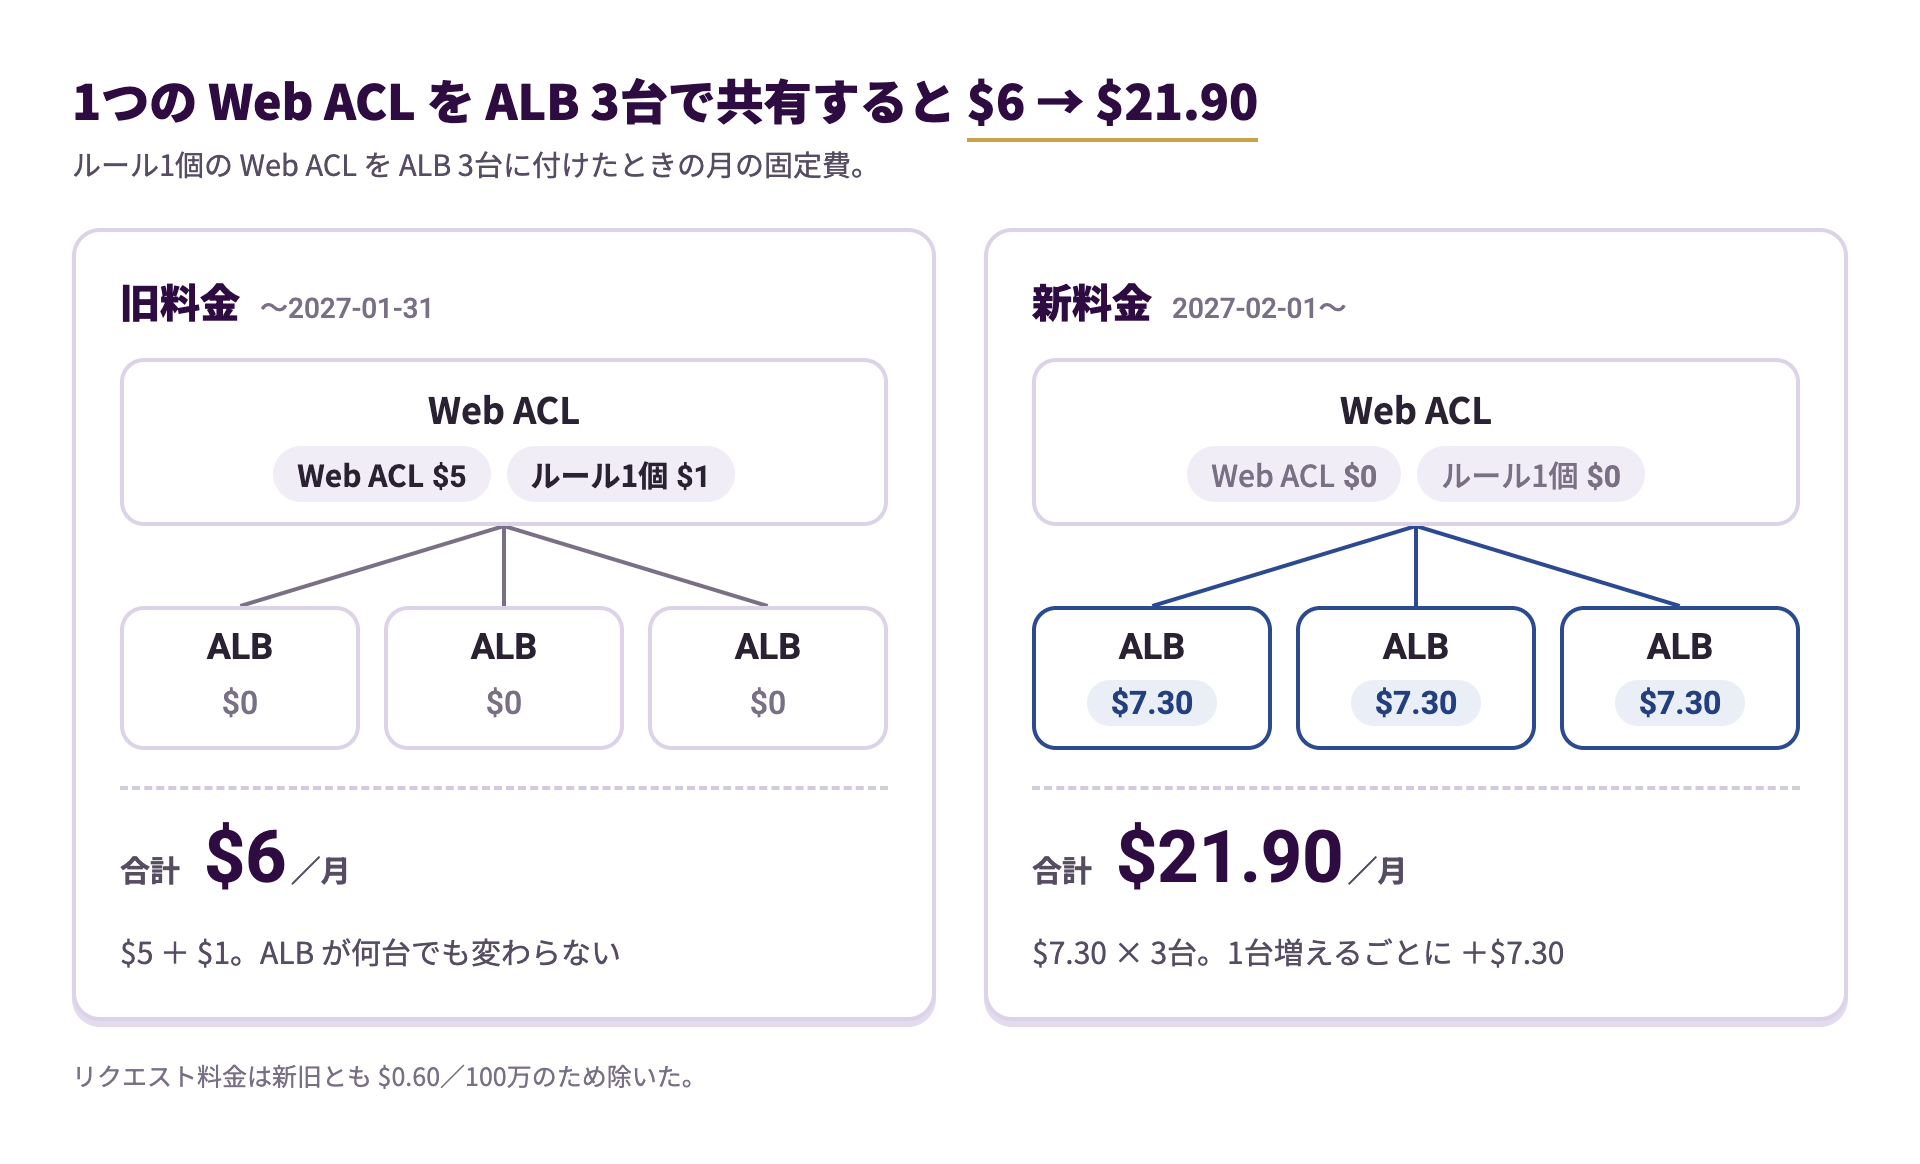 1つの Web ACL を ALB 3台で共有すると $6 → $21.90
ルール1個の Web ACL を ALB 3台に付けたときの月の固定費。
旧料金 〜2027-01-31
Web ACL
Web ACL $5 ルール1個 $1
ALB ALB ALB
$0 $0 $0
合計 $6／月
$5 ＋ $1。ALB が何台でも変わらない
新料金 2027-02-01〜
Web ACL
Web ACL $0 ルール1個 $0
ALB ALB ALB
$7.30 $7.30 $7.30
合計 $21.90／月
$7.30 × 3台。1台増えるごとに ＋$7.30
リクエスト料金は新旧とも $0.60／100万のため除いた。